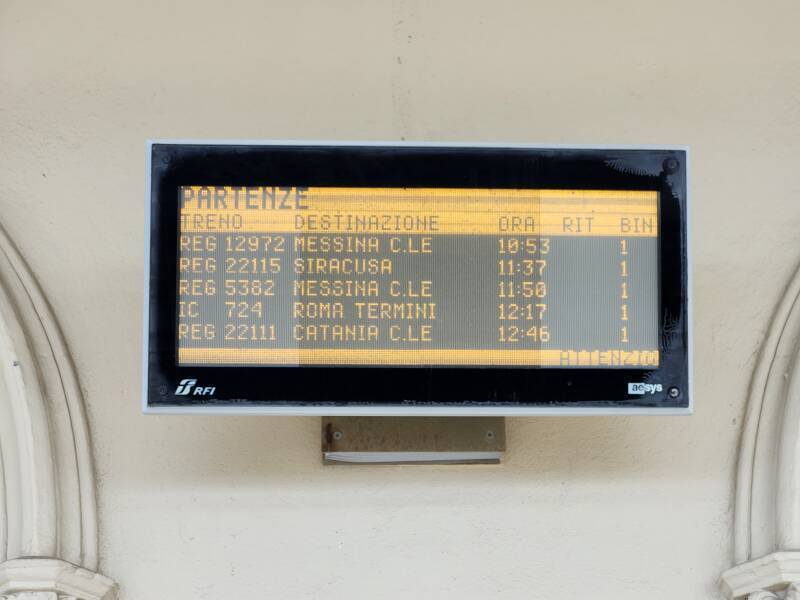 PARTENZE
TRENO DESTINAZIONE ORA RIT BIN
REG 12972 MESSINA C.LE 10:53 1
REG 22115 SIRACUSA 11:37 1
REG 5382 MESSINA C.LE 11:50 1
IC 724 ROMA TERMINI 12:17 1
REG 22111 CATANIA C.LE 12:46 1
ATTENZIO
RFI aesys